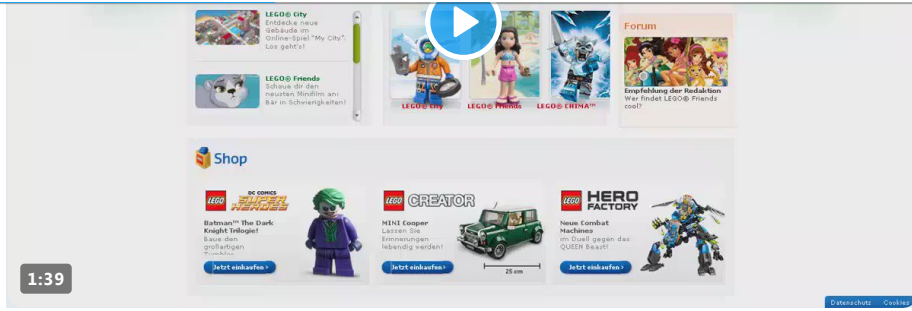 LEGO® City
Entdecke neue
Gebäude im
Online-Spiel "My City".
Los geht's!
LEGO® Friends
Schaue dir den
neusten Minifilm an:
Bär in Schwierigkeiten!
LEGO® City
LEGO® Friends
LEGO® CHIMA™
Forum
Empfehlung der Redaktion
Wer findet LEGO® Friends
cool?
Shop
LEGO
DC COMICS
SUPER
HEROES
Batman™ The Dark
Knight Trilogie!
Baue den
großartigen
Jetzt einkaufen ›
LEGO CREATOR
MINI Cooper
Lassen Sie
Erinnerungen
lebendig werden!
Jetzt einkaufen ›
25 cm
LEGO
HERO
FACTORY
Neue Combat
Machines
im Duell gegen das
QUEEN Beast!
Jetzt einkaufen ›
1:39
Datenschutz Cookies